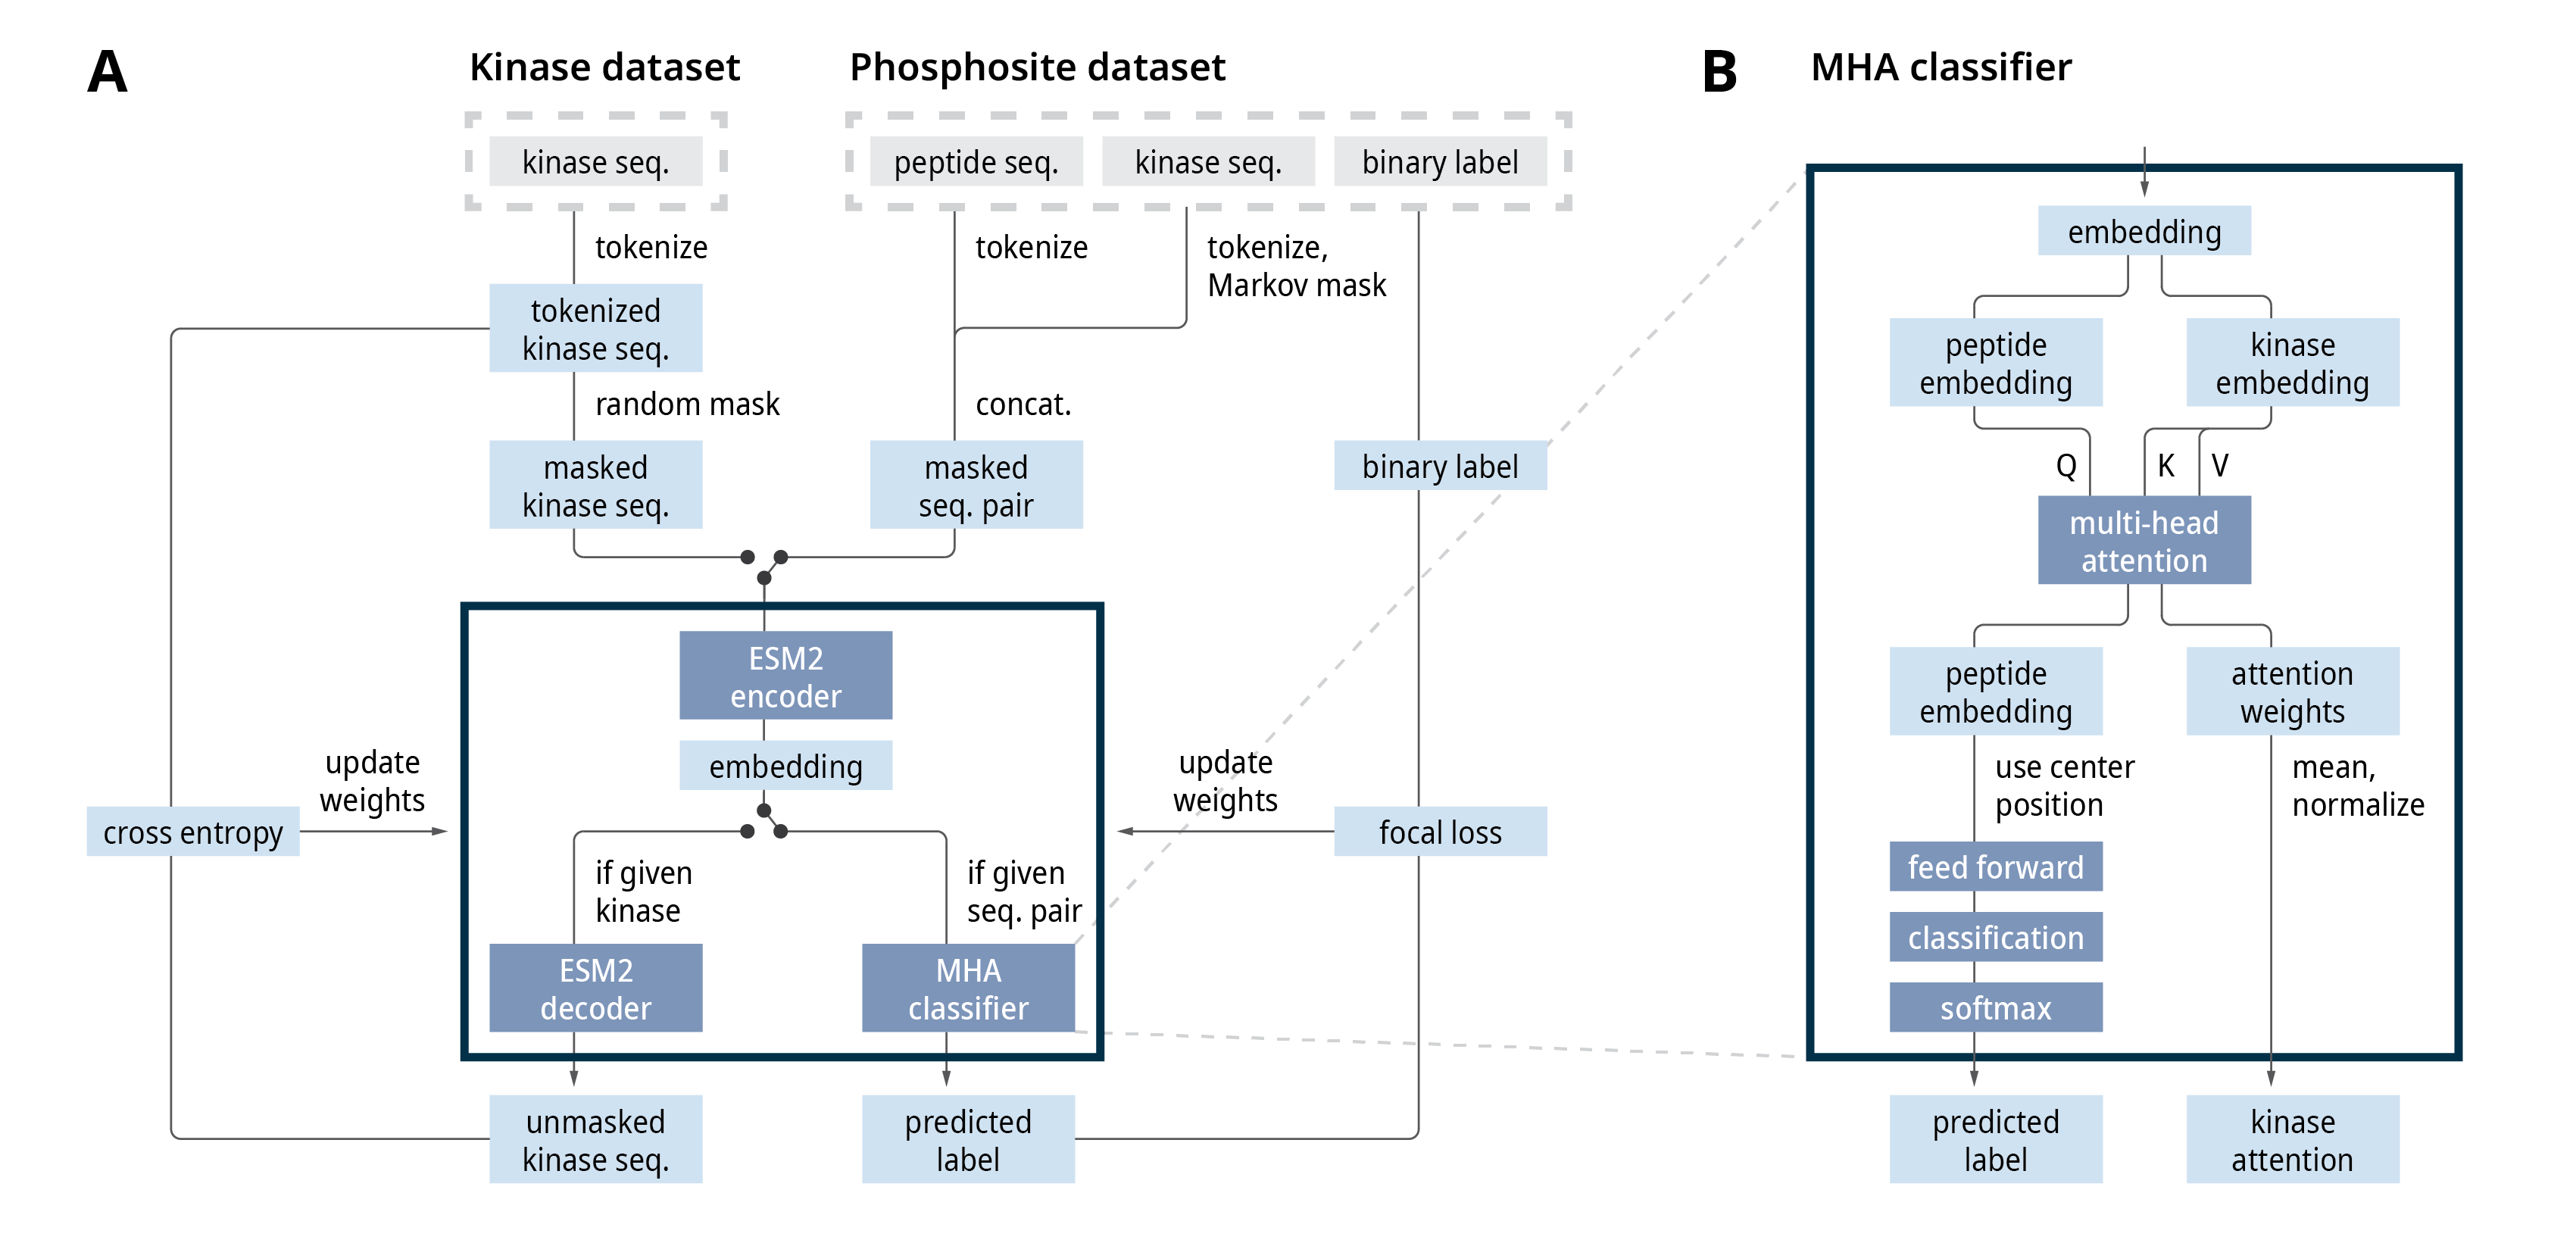 A
Kinase dataset
Phosphosite dataset
kinase seq.
peptide seq.
kinase seq.
binary label
tokenize
tokenize
tokenize,
Markov mask
tokenized
kinase seq.
random mask
concat.
masked
kinase seq.
masked
seq. pair
binary label
ESM2
encoder
embedding
update
weights
cross entropy
update
weights
focal loss
if given
kinase
if given
seq. pair
ESM2
decoder
MHA
classifier
unmasked
kinase seq.
predicted
label
B
MHA classifier
embedding
peptide
embedding
kinase
embedding
Q
K
V
multi-head
attention
peptide
embedding
attention
weights
use center
position
mean,
normalize
feed forward
classification
softmax
predicted
label
kinase
attention